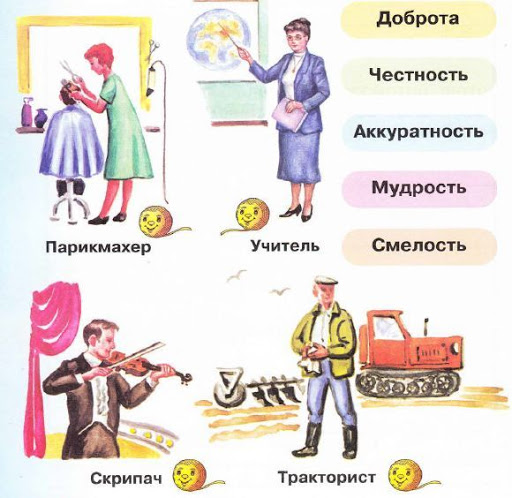 Доброта
Честность
Аккуратность
Мудрость
Смелость
Парикмахер
Учитель
Скрипач
Тракторист